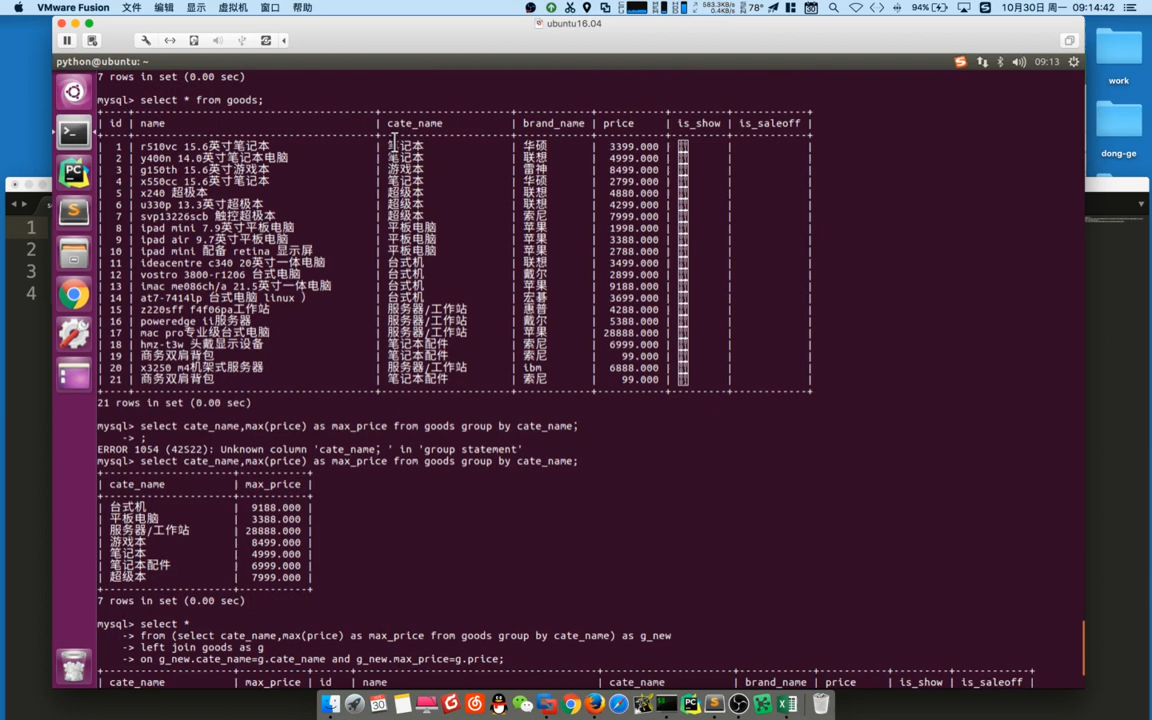 VMware Fusion 文件 编辑 显示 虚拟机 窗口 帮助 583.3KB/s 0.4KB/s 78° 94% 10月30日 周一 09:14:42
ubuntu16.04
python@ubuntu: ~ 09:13
work
dong-ge
1
2
3
4
7 rows in set (0.00 sec)
mysql> select * from goods;
| id | name | cate_name | brand_name | price | is_show | is_saleoff |
| 1 | r510vc 15.6英寸笔记本 | 笔记本 | 华硕 | 3399.000 | | |
| 2 | y400n 14.0英寸笔记本电脑 | 笔记本 | 联想 | 4999.000 | | |
| 3 | g150th 15.6英寸游戏本 | 游戏本 | 雷神 | 8499.000 | | |
| 4 | x550cc 15.6英寸笔记本 | 笔记本 | 华硕 | 2799.000 | | |
| 5 | x240 超极本 | 超级本 | 联想 | 4880.000 | | |
| 6 | u330p 13.3英寸超极本 | 超级本 | 联想 | 4299.000 | | |
| 7 | svp13226scb 触控超极本 | 超级本 | 索尼 | 7999.000 | | |
| 8 | ipad mini 7.9英寸平板电脑 | 平板电脑 | 苹果 | 1998.000 | | |
| 9 | ipad air 9.7英寸平板电脑 | 平板电脑 | 苹果 | 3388.000 | | |
| 10 | ipad mini 配备 retina 显示屏 | 平板电脑 | 苹果 | 2788.000 | | |
| 11 | ideacentre c340 20英寸一体电脑 | 台式机 | 联想 | 3499.000 | | |
| 12 | vostro 3800-r1206 台式电脑 | 台式机 | 戴尔 | 2899.000 | | |
| 13 | imac me086ch/a 21.5英寸一体电脑 | 台式机 | 苹果 | 9188.000 | | |
| 14 | at7-7414lp 台式电脑 linux ) | 台式机 | 宏碁 | 3699.000 | | |
| 15 | z220sff f4f06pa工作站 | 服务器/工作站 | 惠普 | 4288.000 | | |
| 16 | poweredge ii服务器 | 服务器/工作站 | 戴尔 | 5388.000 | | |
| 17 | mac pro专业级台式电脑 | 服务器/工作站 | 苹果 | 28888.000 | | |
| 18 | hmz-t3w 头戴显示设备 | 笔记本配件 | 索尼 | 6999.000 | | |
| 19 | 商务双肩背包 | 笔记本配件 | 索尼 | 99.000 | | |
| 20 | x3250 m4机架式服务器 | 服务器/工作站 | ibm | 6888.000 | | |
| 21 | 商务双肩背包 | 笔记本配件 | 索尼 | 99.000 | | |
21 rows in set (0.00 sec)
mysql> select cate_name,max(price) as max_price from goods group by cate_name；
-> ;
ERROR 1054 (42S22): Unknown column 'cate_name；' in 'group statement'
mysql> select cate_name,max(price) as max_price from goods group by cate_name;
| cate_name | max_price |
| 台式机 | 9188.000 |
| 平板电脑 | 3388.000 |
| 服务器/工作站 | 28888.000 |
| 游戏本 | 8499.000 |
| 笔记本 | 4999.000 |
| 笔记本配件 | 6999.000 |
| 超级本 | 7999.000 |
7 rows in set (0.00 sec)
mysql> select *
-> from (select cate_name,max(price) as max_price from goods group by cate_name) as g_new
-> left join goods as g
-> on g_new.cate_name=g.cate_name and g_new.max_price=g.price;
| cate_name | max_price | id | name | cate_name | brand_name | price | is_show | is_saleoff |
30